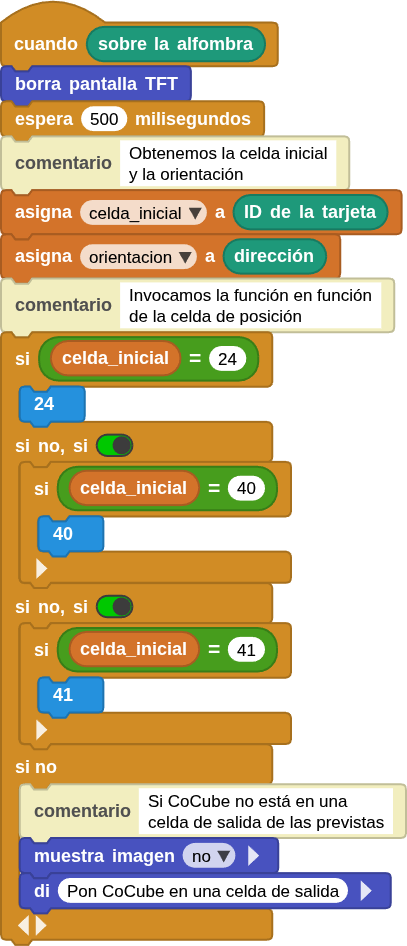 cuando sobre la alfombra
borra pantalla TFT
espera 500 milisegundos
comentario Obtenemos la celda inicial
y la orientación
asigna celda_inicial ▼ a ID de la tarjeta
asigna orientacion ▼ a dirección
comentario Invocamos la función en función
de la celda de posición
si celda_inicial = 24
24
si no, si
si celda_inicial = 40
40
si no, si
si celda_inicial = 41
41
si no
comentario Si CoCube no está en una
celda de salida de las previstas
muestra imagen no ▼
di Pon CoCube en una celda de salida